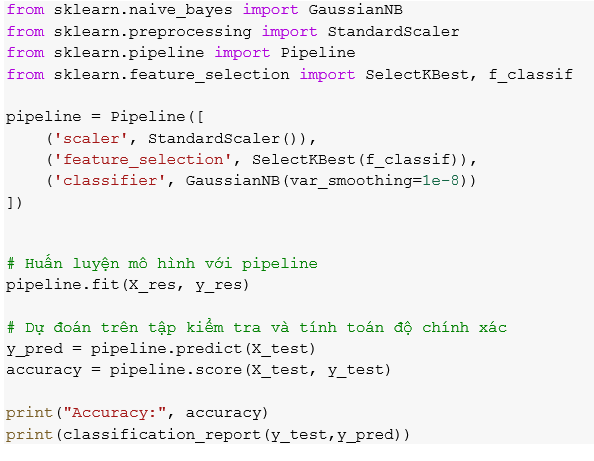 from sklearn.naive_bayes import GaussianNB
from sklearn.preprocessing import StandardScaler
from sklearn.pipeline import Pipeline
from sklearn.feature_selection import SelectKBest, f_classif

pipeline = Pipeline([
    ('scaler', StandardScaler()),
    ('feature_selection', SelectKBest(f_classif)),
    ('classifier', GaussianNB(var_smoothing=1e-8))
])

# Huấn luyện mô hình với pipeline
pipeline.fit(X_res, y_res)

# Dự đoán trên tập kiểm tra và tính toán độ chính xác
y_pred = pipeline.predict(X_test)
accuracy = pipeline.score(X_test, y_test)

print("Accuracy:", accuracy)
print(classification_report(y_test,y_pred))